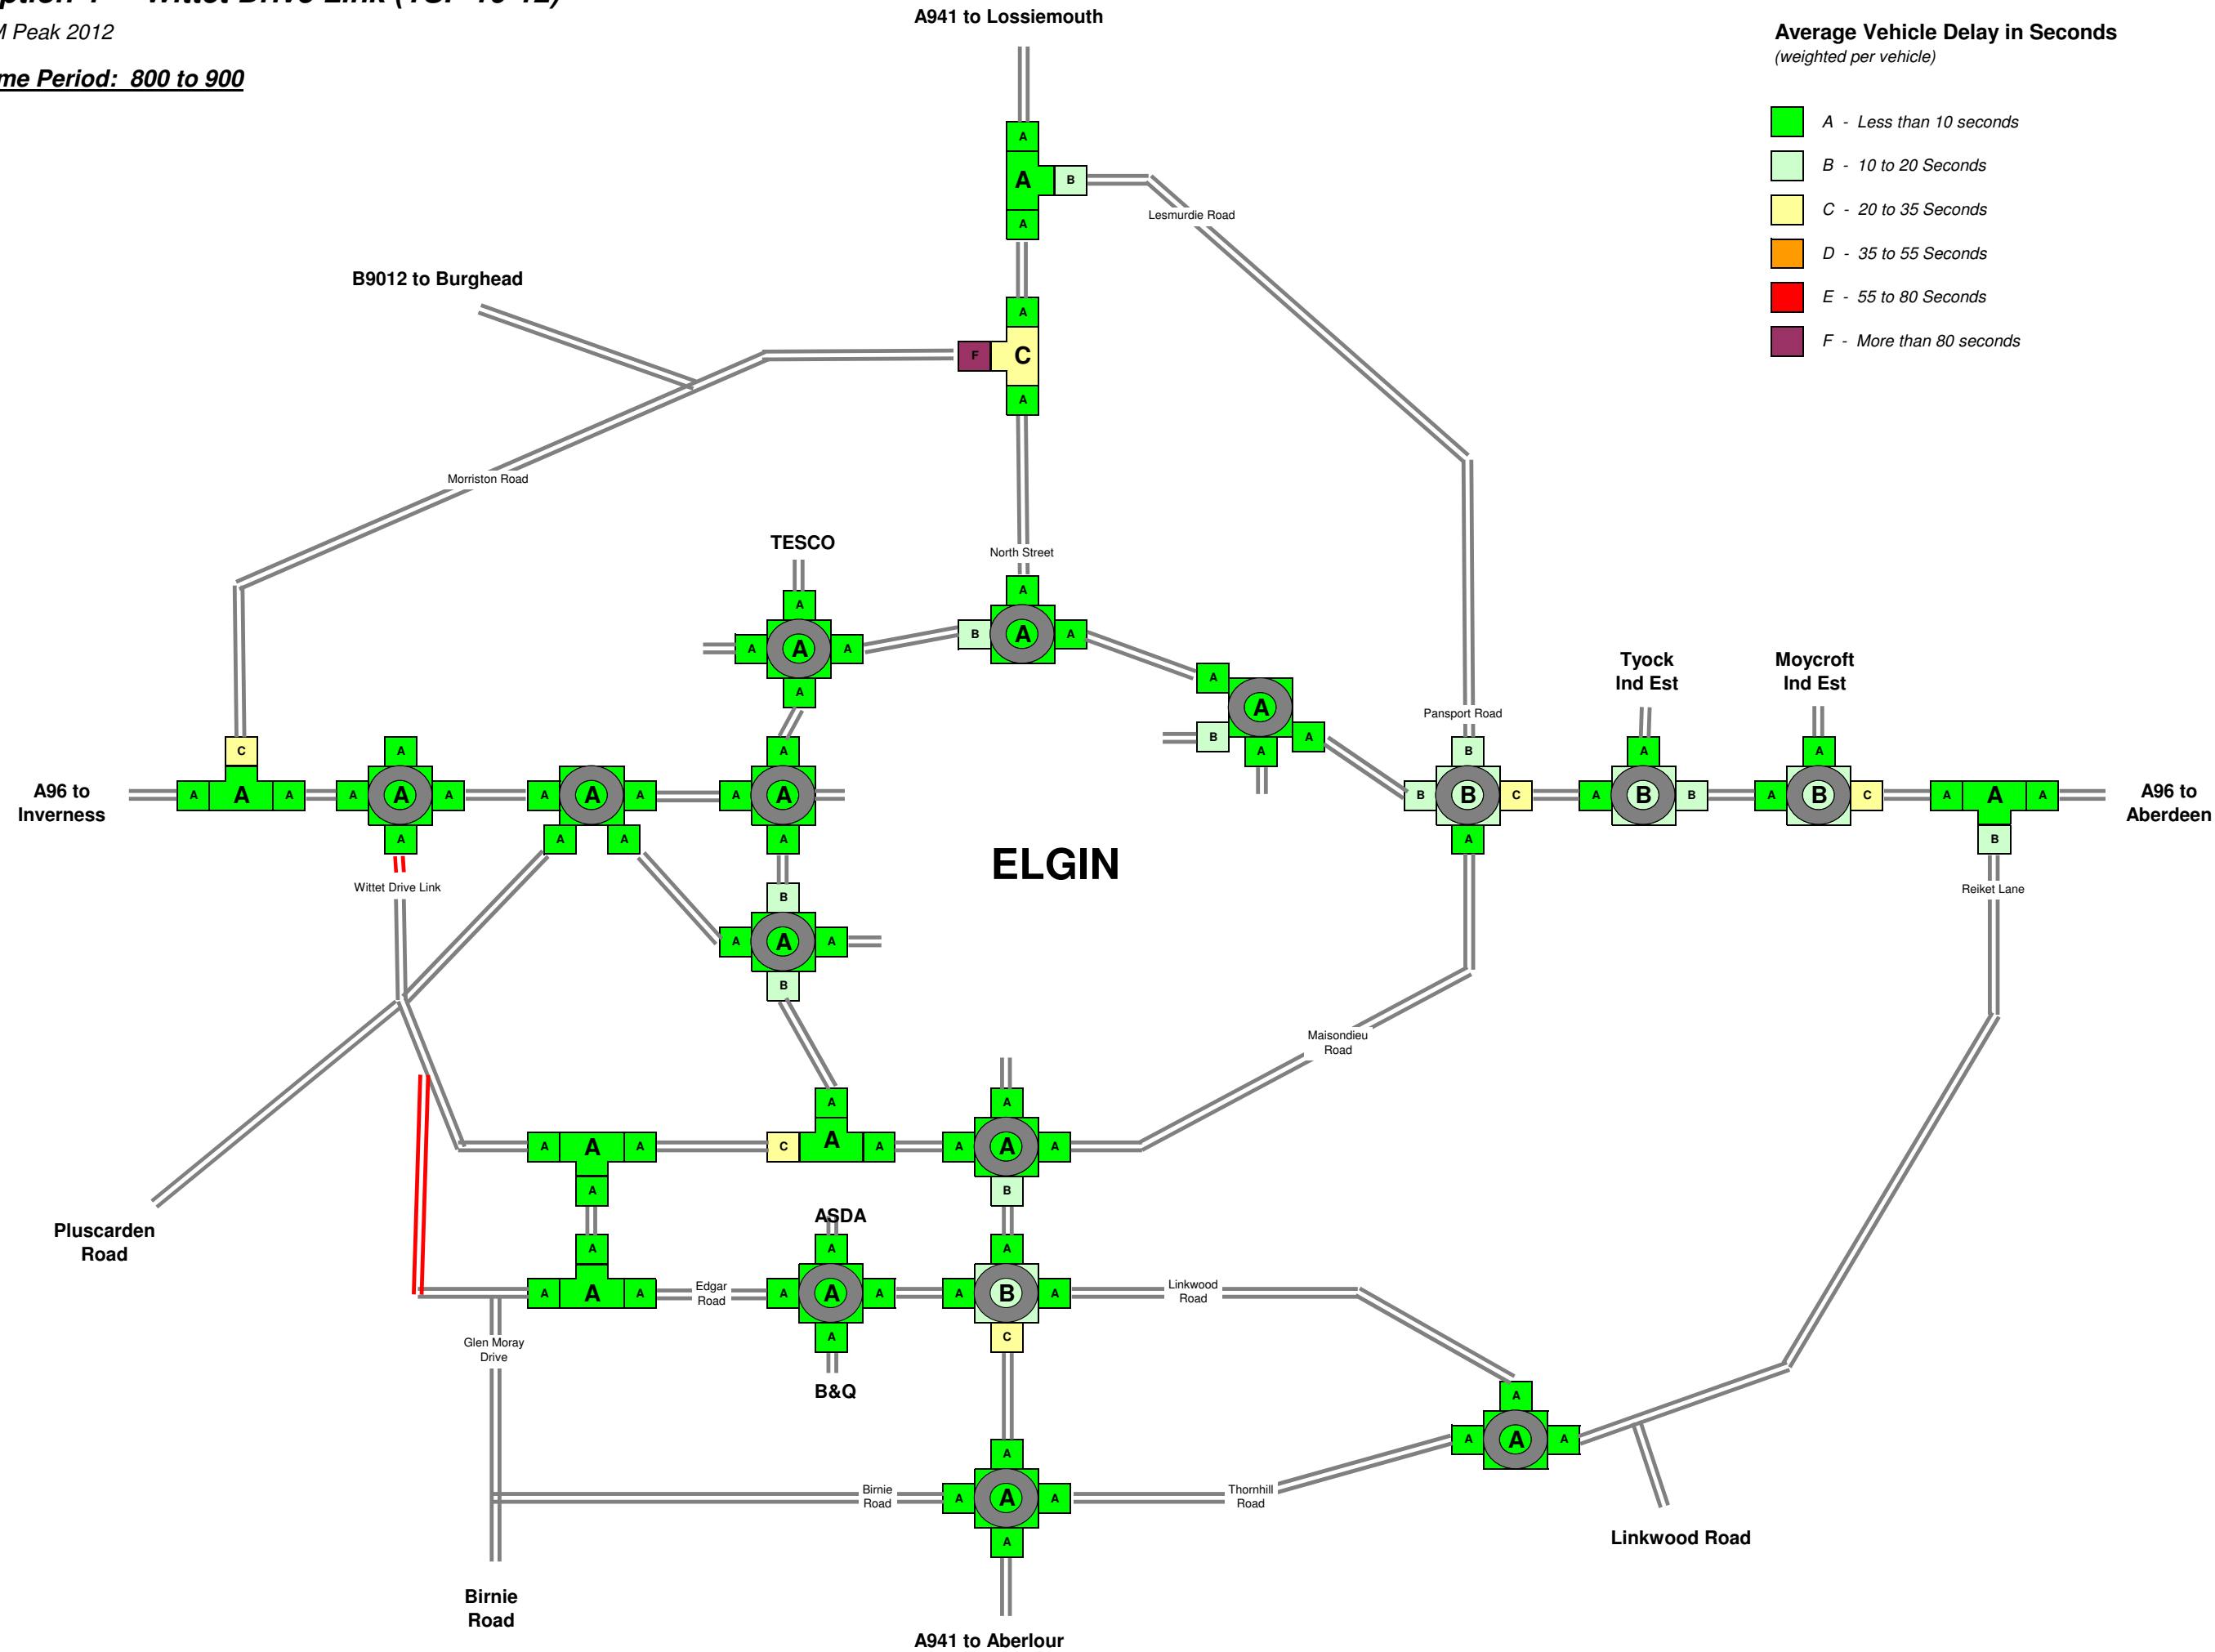 A941 to Lossiemouth
Peak 2012
Period: 800 to 900
Average Vehicle Delay in Seconds
(weighted per vehicle)
A - Less than 10 seconds
B - 10 to 20 Seconds
C - 20 to 35 Seconds
D - 35 to 55 Seconds
E - 55 to 80 Seconds
F - More than 80 seconds
A
A B
A
Lesmurdie Road
B9012 to Burghead
A
F C
A
Morriston Road
TESCO
North Street
A
A A A
A
A
B A A
A
A
B A A
Tyock
Ind Est
Moycroft
Ind Est
Pansport Road
A96 to
Inverness
C
A A A
A
A A A
A
A A A
A A
A
A A A
A
B
B B C
A
A
A B B
A
A B C
A A A
B
A96 to
Aberdeen
ELGIN
Wittet Drive Link
Reiket Lane
B
A A A
B
Maisondieu
Road
A A A
A
A
C A A
A
A A A
B
Pluscarden
Road
ASDA
A
A A A
Edgar
Road
A
A A A
A
A
A B A
C
Linkwood
Road
Glen Moray
Drive
B&Q
A
A A A
Birnie
Road
A
A A A
A
Thornhill
Road
Linkwood Road
Birnie
Road
A941 to Aberlour